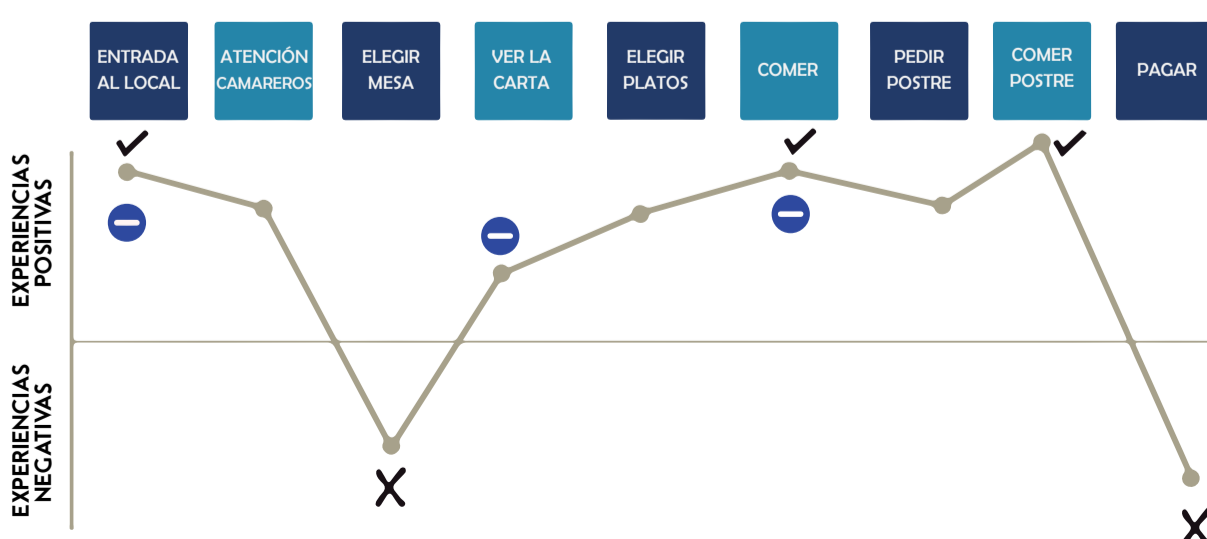 ENTRADA
AL LOCAL
ATENCIÓN
CAMAREROS
ELEGIR
MESA
VER LA
CARTA
ELEGIR
PLATOS
COMER
PEDIR
POSTRE
COMER
POSTRE
PAGAR
EXPERIENCIAS
POSITIVAS
EXPERIENCIAS
NEGATIVAS